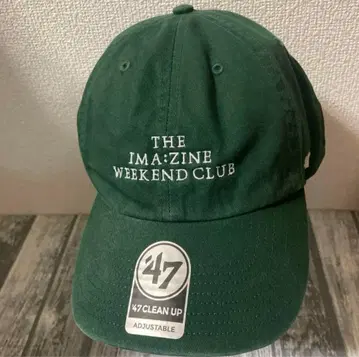 THE
IMA:ZINE
WEEKEND CLUB
'47
'47 CLEAN UP
ADJUSTABLE